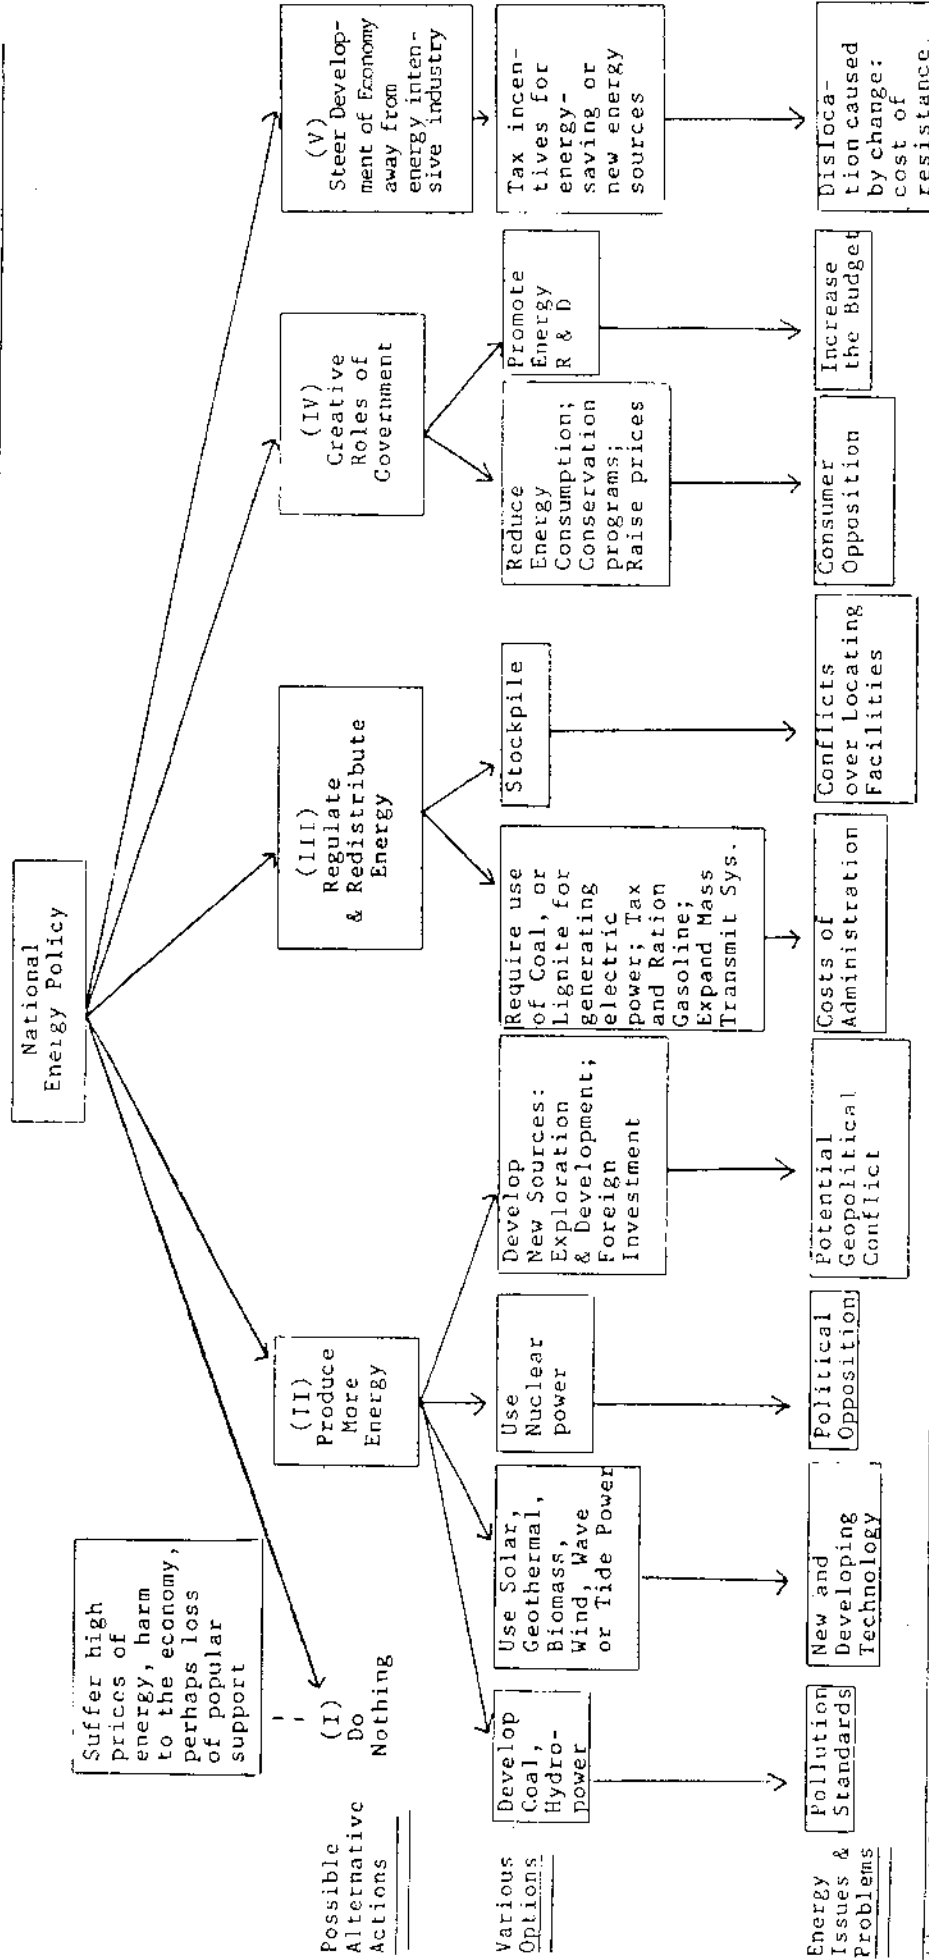 National
Energy Policy
Suffer high
prices of
energy, harm
to the economy,
perhaps loss
of popular
support
Possible
Alternative
Actions
(I)
Do
Nothing
(II)
Produce
More
Energy
(III)
Regulate
& Redistribute
Energy
(IV)
Creative
Roles of
Government
(V)
Steer Develop-
ment of Economy
away from
energy inten-
sive industry
Various
Options
Develop
Coal,
Hydro-
power
Use Solar,
Geothermal,
Biomass,
Wind, Wave
or Tide Power
Use
Nuclear
power
Develop
New Sources:
Exploration
& Development;
Foreign
Investment
Require use
of Coal, or
Lignite for
generating
electric
power; Tax
and Ration
Gasoline;
Expand Mass
Transmit Sys.
Stockpile
Reduce
Energy
Consumption;
Conservation
programs;
Raise prices
Promote
Energy
R & D
Tax incen-
tives for
energy-
saving or
new energy
sources
Energy
Issues &
Problems
Pollution
Standards
New and
Developing
Technology
Political
Opposition
Potential
Geopolitical
Conflict
Costs of
Administration
Conflicts
over Locating
Facilities
Consumer
Opposition
Increase
the Budget
Disloca-
tion caused
by change:
cost of
resistance